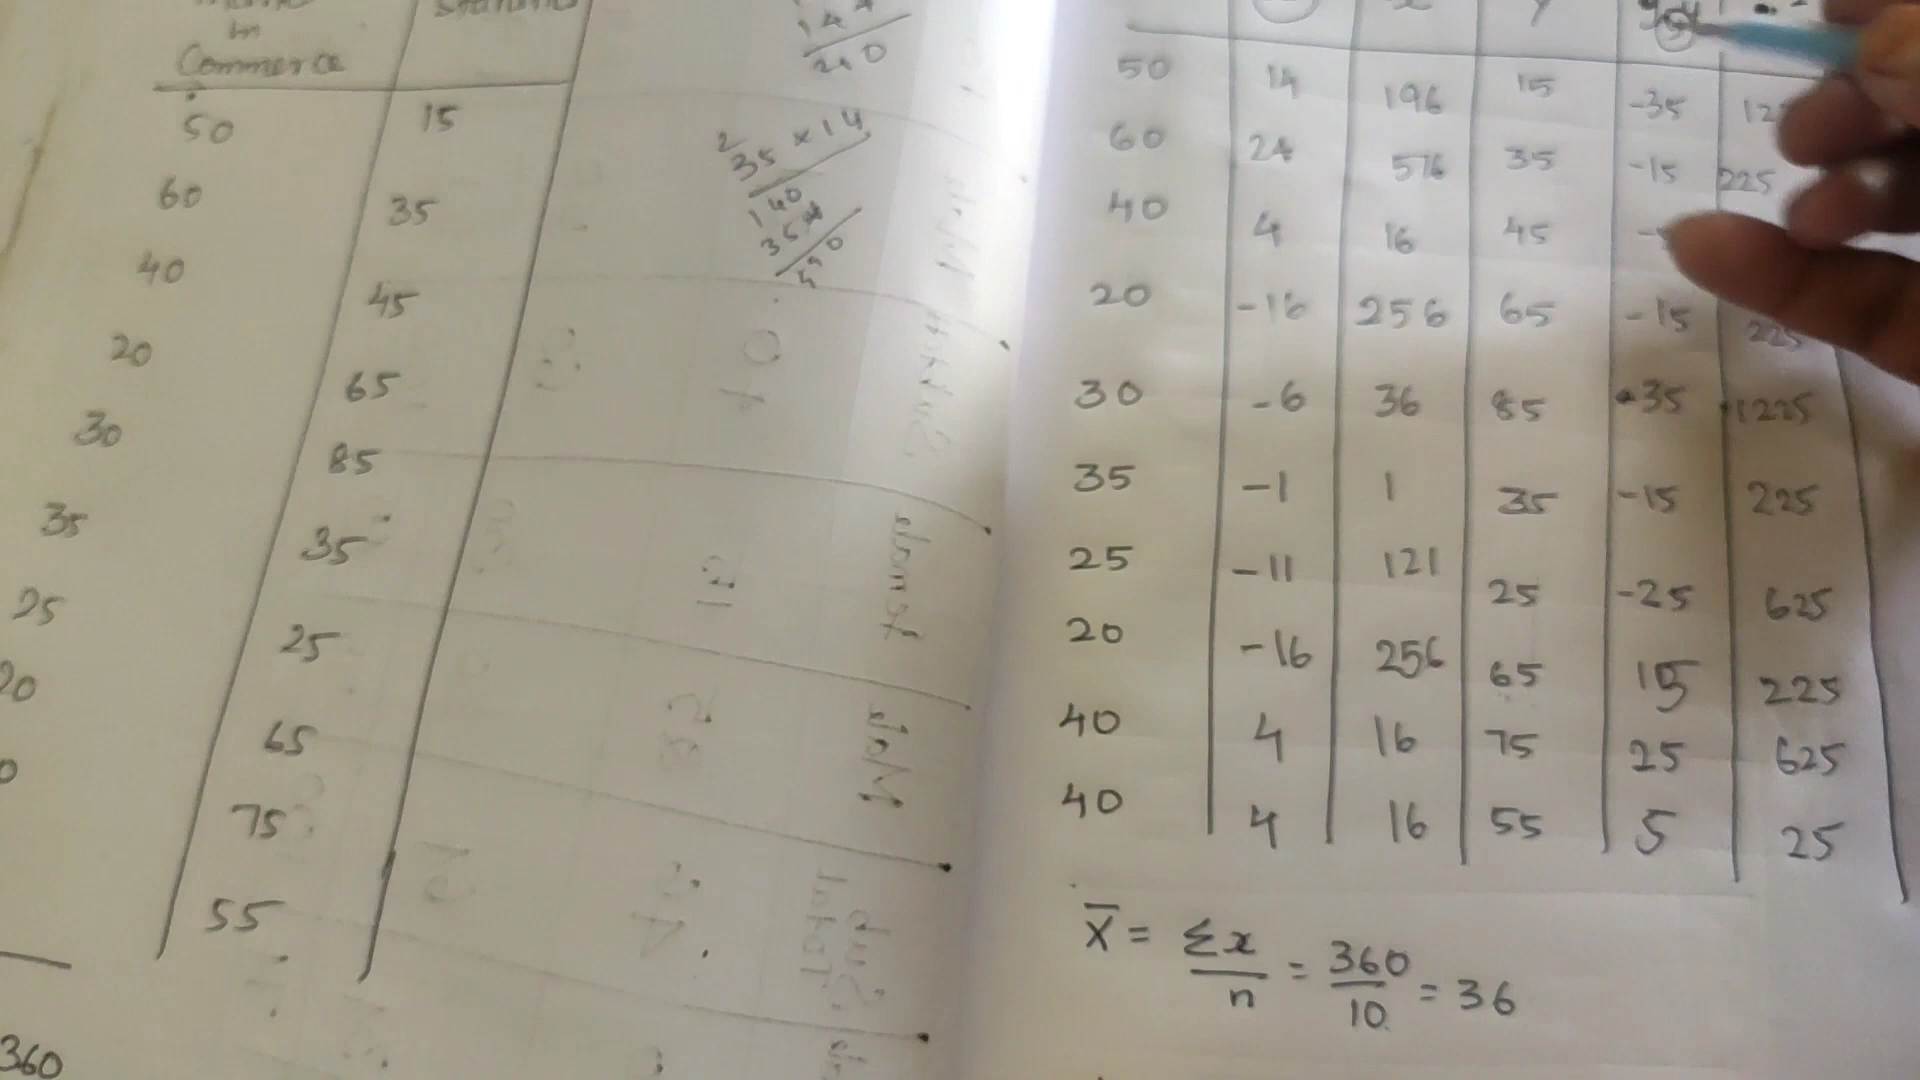 in
Commerce
50 15
60 35
40 45
20 65
30 85
35 35
25 25
20 65
75
55
360
210
35 × 14
140
35
490
x y
50 14 196 15 -35
60 24 576 35 -15 225
40 4 16 45
20 -16 256 65 -15 225
30 -6 36 85 35 1225
35 -1 1 35 -15 225
25 -11 121 25 -25 625
20 -16 256 65 15 225
40 4 16 75 25 625
40 4 16 55 5 25
X̄ = Σx/n = 360/10 = 36